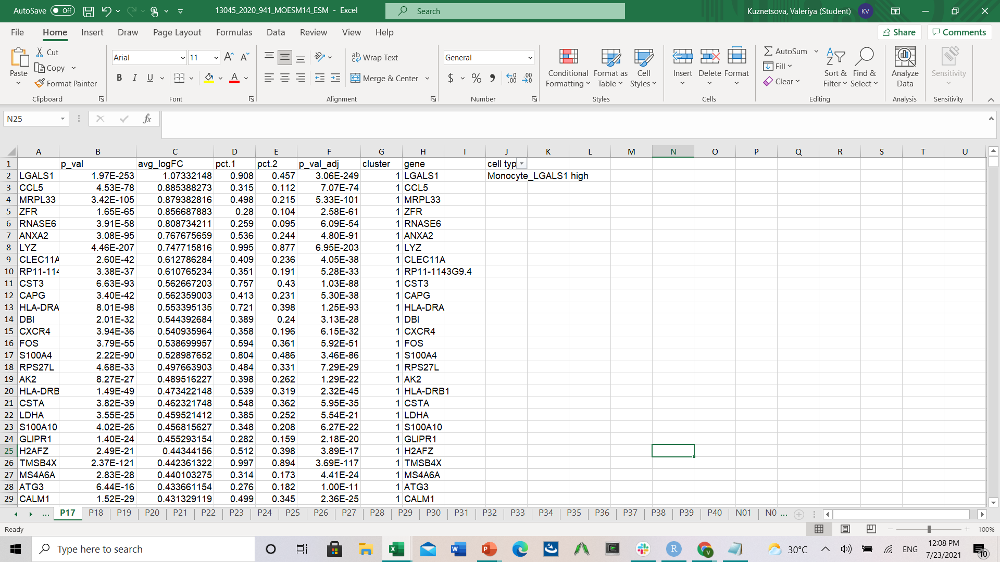 AutoSave Off 13045_2020_941_MOESM14_ESM - Excel Search Kuznetsova, Valeriya (Student) KV
File Home Insert Draw Page Layout Formulas Data Review View Help Share Comments
Paste Cut Copy Format Painter Clipboard
Arial 11 B I U A Font
Wrap Text Merge & Center Alignment
General $ % Number
Conditional Formatting Format as Table Cell Styles Styles
Insert Delete Format Cells
AutoSum Fill Clear Sort & Filter Find & Select Editing
Analyze Data Analysis
Sensitivity Sensitivity
N25 fx
A B C D E F G H I J K L M N O P Q R S T U
1 p_val avg_logFC pct.1 pct.2 p_val_adj cluster gene cell typ
2 LGALS1 1.97E-253 1.07332148 0.908 0.457 3.06E-249 1 LGALS1 Monocyte_LGALS1 high
3 CCL5 4.53E-78 0.885388273 0.315 0.112 7.07E-74 1 CCL5
4 MRPL33 3.42E-105 0.879382816 0.498 0.215 5.33E-101 1 MRPL33
5 ZFR 1.65E-65 0.856687883 0.28 0.104 2.58E-61 1 ZFR
6 RNASE6 3.91E-58 0.808734211 0.259 0.095 6.09E-54 1 RNASE6
7 ANXA2 3.08E-95 0.767675659 0.536 0.244 4.80E-91 1 ANXA2
8 LYZ 4.46E-207 0.747715816 0.995 0.877 6.95E-203 1 LYZ
9 CLEC11A 2.60E-42 0.612786284 0.409 0.236 4.05E-38 1 CLEC11A
10 RP11-114 3.38E-37 0.610765234 0.351 0.191 5.28E-33 1 RP11-1143G9.4
11 CST3 6.63E-93 0.562667203 0.757 0.43 1.03E-88 1 CST3
12 CAPG 3.40E-42 0.562359003 0.413 0.231 5.30E-38 1 CAPG
13 HLA-DRA 8.01E-98 0.553395135 0.721 0.398 1.25E-93 1 HLA-DRA
14 DBI 2.01E-32 0.544392684 0.389 0.24 3.13E-28 1 DBI
15 CXCR4 3.94E-36 0.540935964 0.358 0.196 6.15E-32 1 CXCR4
16 FOS 3.79E-55 0.538699957 0.594 0.361 5.92E-51 1 FOS
17 S100A4 2.22E-90 0.528987652 0.804 0.486 3.46E-86 1 S100A4
18 RPS27L 4.68E-33 0.497663903 0.484 0.331 7.29E-29 1 RPS27L
19 AK2 8.27E-27 0.489516227 0.398 0.262 1.29E-22 1 AK2
20 HLA-DRB 1.49E-49 0.473422148 0.539 0.319 2.32E-45 1 HLA-DRB1
21 CSTA 3.82E-39 0.462321748 0.548 0.362 5.95E-35 1 CSTA
22 LDHA 3.55E-25 0.459521412 0.385 0.252 5.54E-21 1 LDHA
23 S100A10 4.02E-26 0.456815627 0.348 0.208 6.27E-22 1 S100A10
24 GLIPR1 1.40E-24 0.455293154 0.282 0.159 2.18E-20 1 GLIPR1
25 H2AFZ 2.49E-21 0.44344156 0.512 0.398 3.89E-17 1 H2AFZ
26 TMSB4X 2.37E-121 0.442361322 0.997 0.894 3.69E-117 1 TMSB4X
27 MS4A6A 2.83E-28 0.440103275 0.314 0.173 4.41E-24 1 MS4A6A
28 ATG3 6.44E-16 0.433661154 0.276 0.182 1.00E-11 1 ATG3
29 CALM1 1.52E-29 0.431329119 0.499 0.345 2.36E-25 1 CALM1
... P17 P18 P19 P20 P21 P22 P23 P24 P25 P26 P27 P28 P29 P30 P31 P32 P33 P34 P35 P36 P37 P38 P39 P40 N01 N0 ...
Ready 100%
Type here to search 30°C ENG 12:08 PM
7/23/2021 10